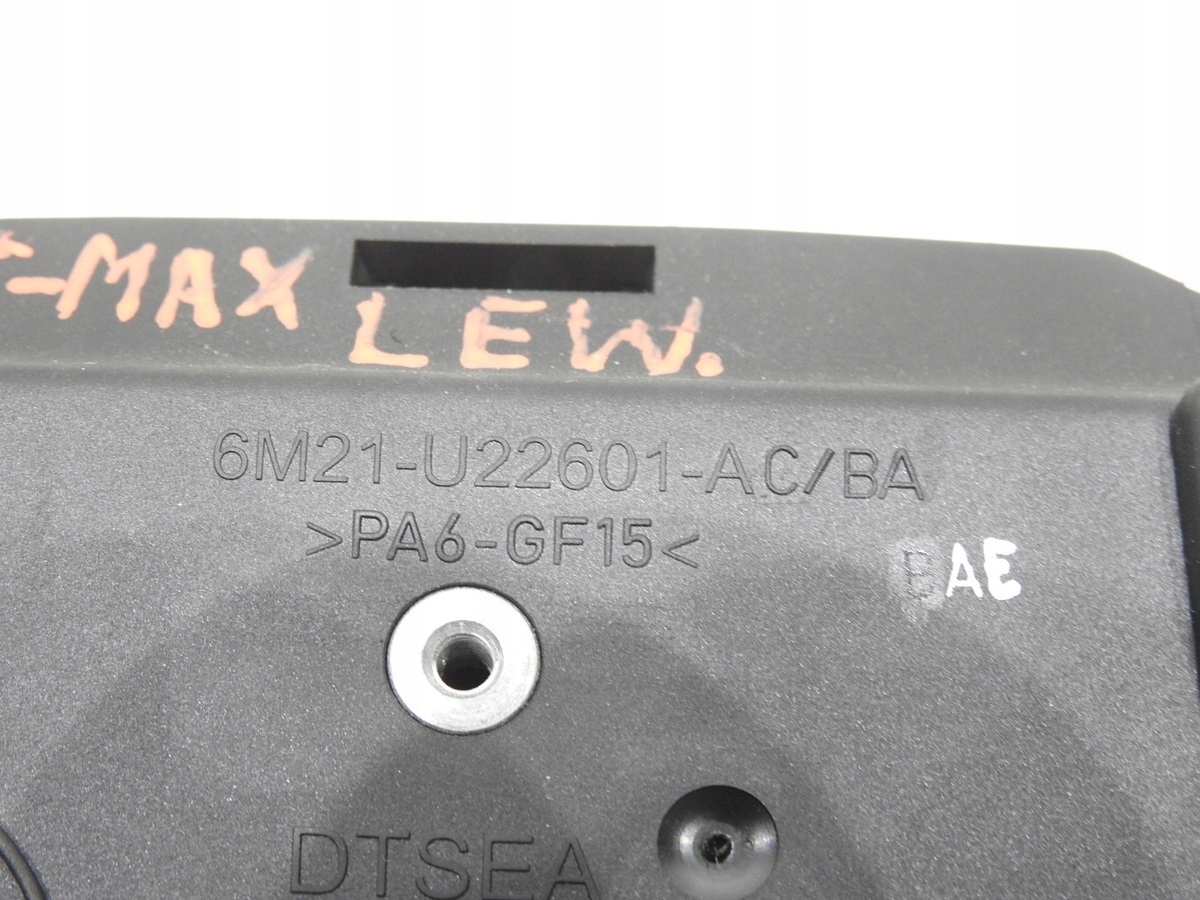 -MAX
LEW.
6M21-U22601-AC/BA
>PA6-GF15<
AE
DTSEA